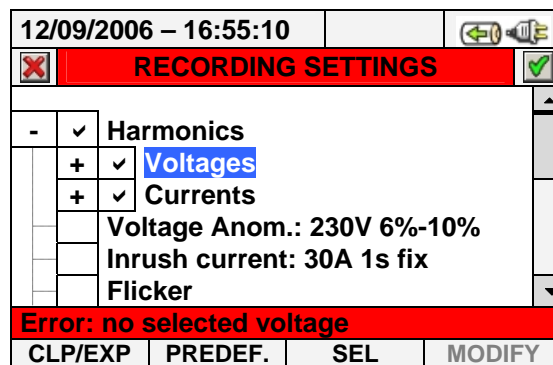 12/09/2006 – 16:55:10
RECORDING SETTINGS
- Harmonics
+ Voltages
+ Currents
Voltage Anom.: 230V 6%-10%
Inrush current: 30A 1s fix
Flicker
Error: no selected voltage
CLP/EXP PREDEF. SEL MODIFY